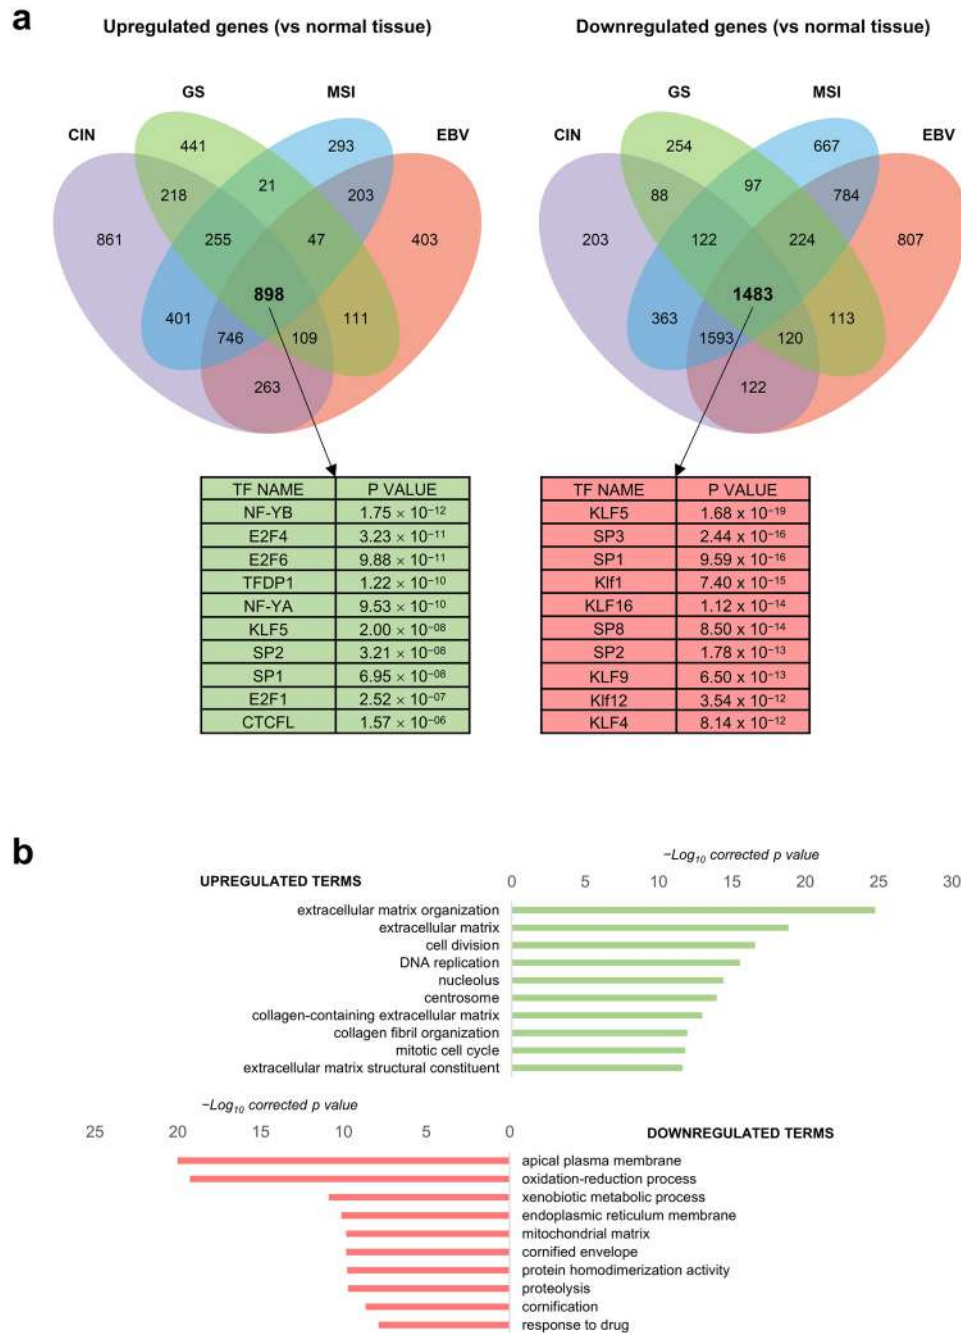 a
Upregulated genes (vs normal tissue)
Downregulated genes (vs normal tissue)
GS MSI
CIN EBV
441 293
21
218 203
861 255 47 403
898
401 111
746 109
263
GS MSI
CIN EBV
254 667
97
88 784
203 122 224 807
1483
363 113
1593 120
122
TF NAME P VALUE
NF-YB 1.75 × 10⁻¹²
E2F4 3.23 × 10⁻¹¹
E2F6 9.88 × 10⁻¹¹
TFDP1 1.22 × 10⁻¹⁰
NF-YA 9.53 × 10⁻¹⁰
KLF5 2.00 × 10⁻⁰⁸
SP2 3.21 × 10⁻⁰⁸
SP1 6.95 × 10⁻⁰⁸
E2F1 2.52 × 10⁻⁰⁷
CTCFL 1.57 × 10⁻⁰⁶
TF NAME P VALUE
KLF5 1.68 x 10⁻¹⁹
SP3 2.44 x 10⁻¹⁶
SP1 9.59 x 10⁻¹⁶
Klf1 7.40 x 10⁻¹⁵
KLF16 1.12 x 10⁻¹⁴
SP8 8.50 x 10⁻¹⁴
SP2 1.78 x 10⁻¹³
KLF9 6.50 x 10⁻¹³
Klf12 3.54 x 10⁻¹²
KLF4 8.14 x 10⁻¹²
b
−Log₁₀ corrected p value
UPREGULATED TERMS 0 5 10 15 20 25 30
extracellular matrix organization
extracellular matrix
cell division
DNA replication
nucleolus
centrosome
collagen-containing extracellular matrix
collagen fibril organization
mitotic cell cycle
extracellular matrix structural constituent
−Log₁₀ corrected p value
25 20 15 10 5 0 DOWNREGULATED TERMS
apical plasma membrane
oxidation-reduction process
xenobiotic metabolic process
endoplasmic reticulum membrane
mitochondrial matrix
cornified envelope
protein homodimerization activity
proteolysis
cornification
response to drug